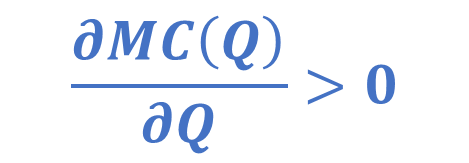 ∂MC(Q)
/
∂Q > 0